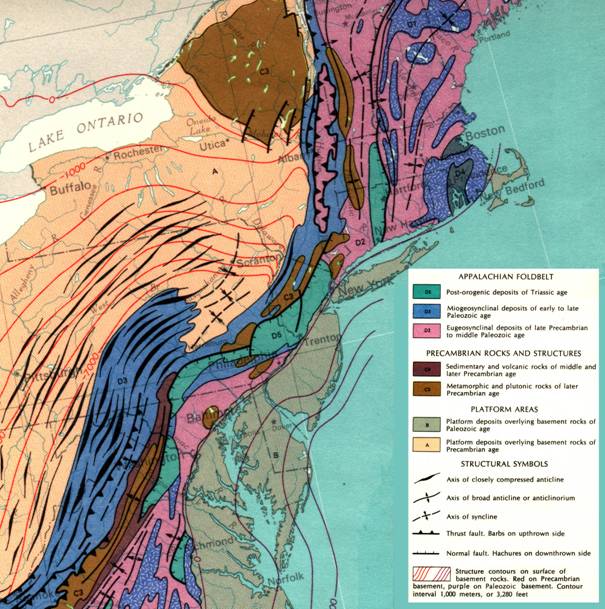 Portland
LAKE ONTARIO
Oneida
Lake
C3
D1
Boston
Rochester
Utica
Alba
-1000
A
Buffalo
D4
New Bedford
Hartford
New Ha
D2
Scranton
C3
New York
D5
Trenton
Philadelphia
Pittsburgh
D3
-7000
Dover
B
Norfolk
C3
APPALACHIAN FOLDBELT
D5 Post-orogenic deposits of Triassic age
D3 Miogeosynclinal deposits of early to late
Paleozoic age
D2 Eugeosynclinal deposits of late Precambrian
to middle Paleozoic age
PRECAMBRIAN ROCKS AND STRUCTURES
Sedimentary and volcanic rocks of middle and
later Precambrian age
C3 Metamorphic and plutonic rocks of later
Precambrian age
PLATFORM AREAS
B Platform deposits overlying basement rocks of
Paleozoic age
A Platform deposits overlying basement rocks of
Precambrian age
STRUCTURAL SYMBOLS
Axis of closely compressed anticline
Axis of broad anticline or anticlinorium
Axis of syncline
Thrust fault. Barbs on upthrown side
Normal fault. Hachures on downthrown side
Structure contours on surface of
basement rocks. Red on Precambrian
basement, purple on Paleozoic basement. Contour
interval 1,000 meters, or 3,280 feet